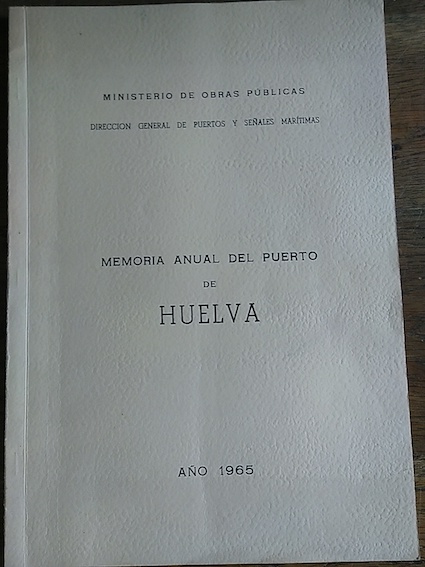 MINISTERIO DE OBRAS PÚBLICAS
DIRECCION GENERAL DE PUERTOS Y SEÑALES MARÍTIMAS
MEMORIA ANUAL DEL PUERTO
DE
HUELVA
AÑO 1965